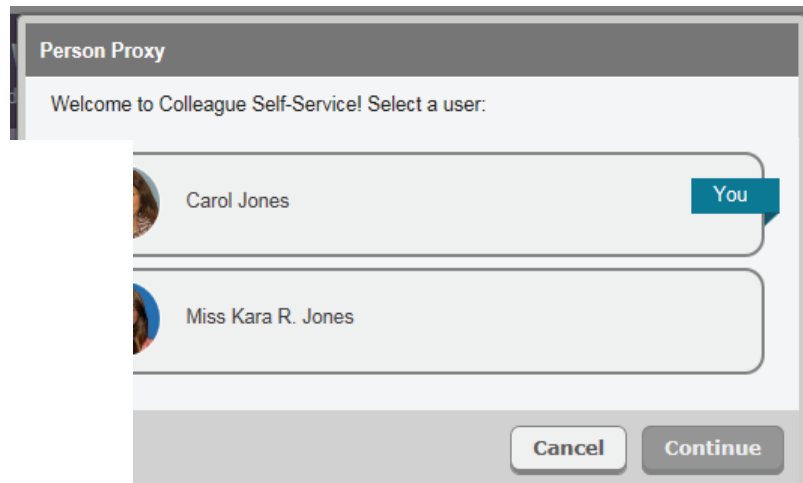 Person Proxy
Welcome to Colleague Self-Service! Select a user:
Carol Jones
You
Miss Kara R. Jones
Cancel
Continue